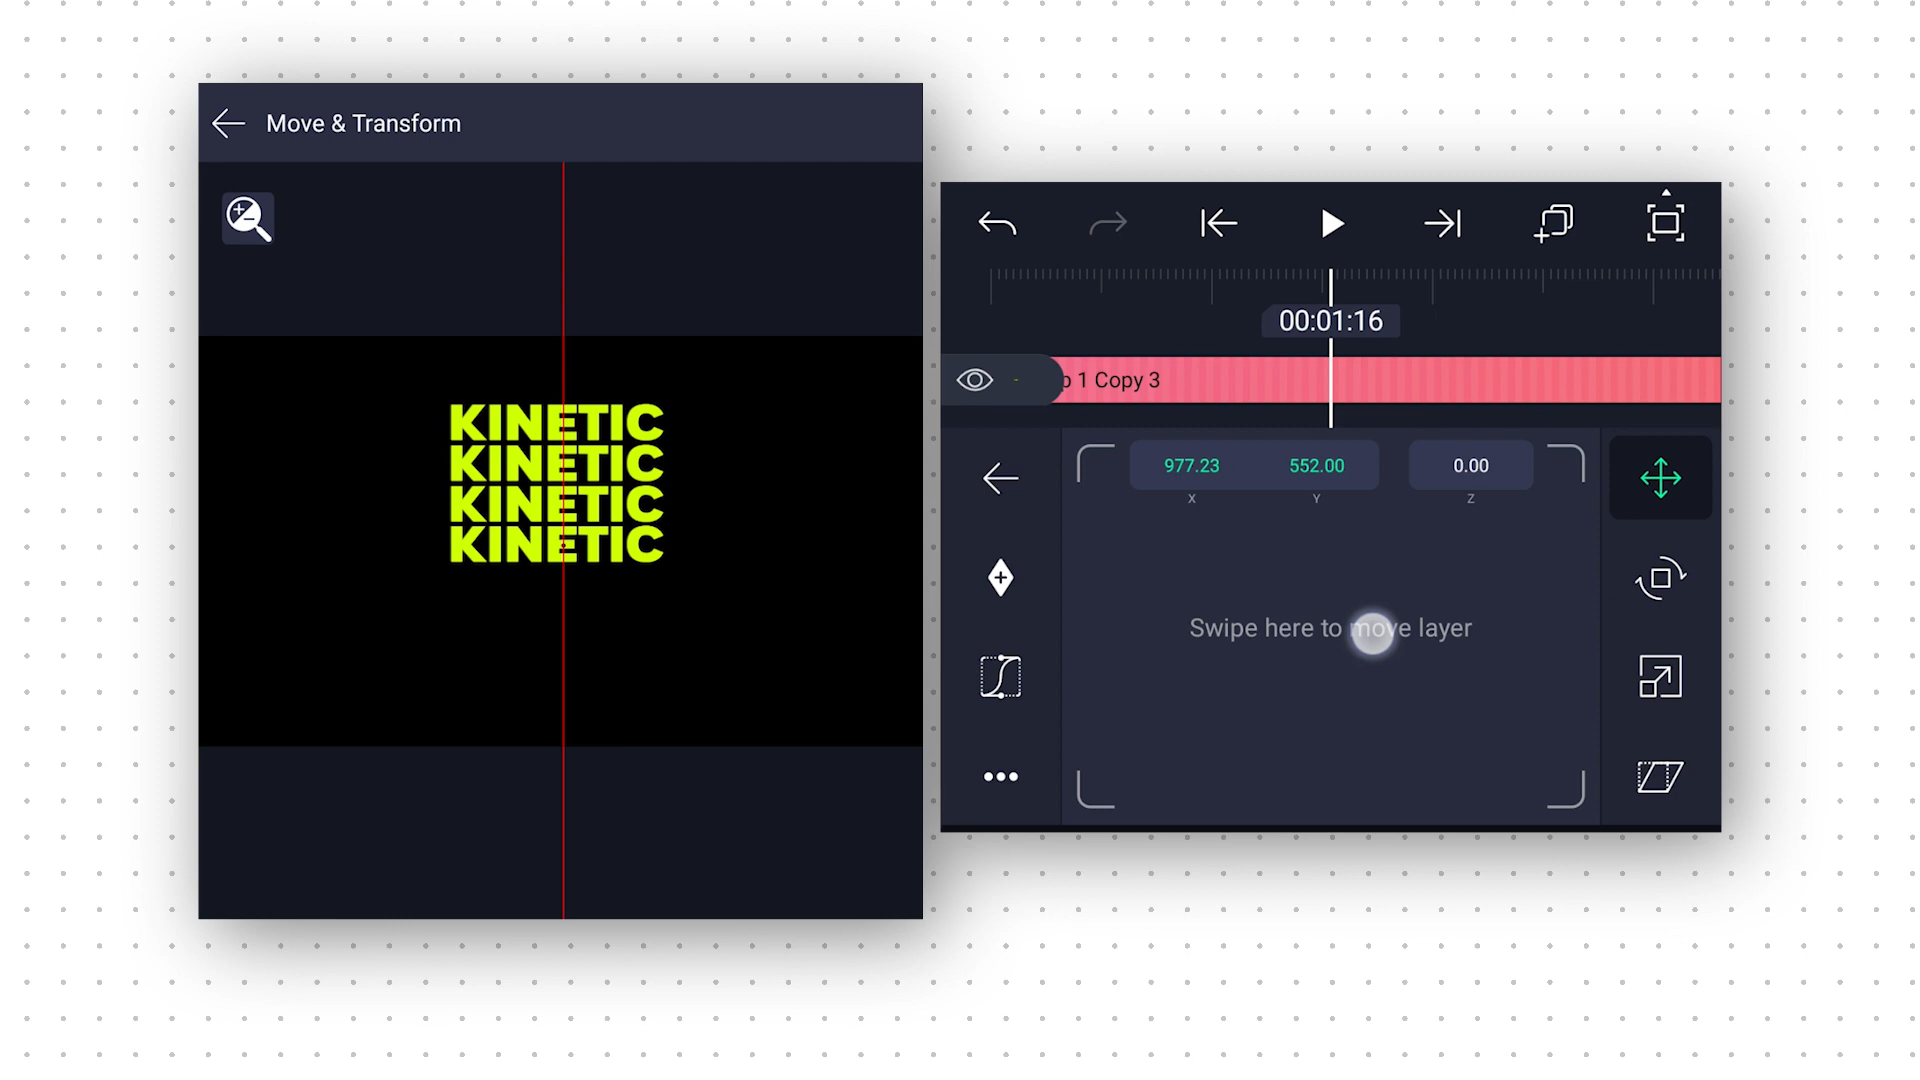 Move & Transform
KINETIC
KINETIC
KINETIC
KINETIC
00:01:16
1 Copy 3
977.23 552.00 0.00
X Y Z
Swipe here to move layer